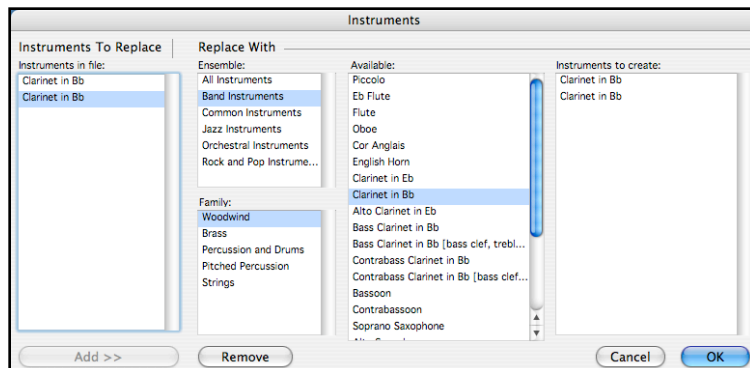 Instruments
Instruments To Replace
Replace With
Instruments in file:
Clarinet in Bb
Clarinet in Bb
Ensemble:
All Instruments
Band Instruments
Common Instruments
Jazz Instruments
Orchestral Instruments
Rock and Pop Instrume...
Family:
Woodwind
Brass
Percussion and Drums
Pitched Percussion
Strings
Available:
Piccolo
Eb Flute
Flute
Oboe
Cor Anglais
English Horn
Clarinet in Eb
Clarinet in Bb
Alto Clarinet in Eb
Bass Clarinet in Bb
Bass Clarinet in Bb [bass clef, trebl...
Contrabass Clarinet in Bb
Contrabass Clarinet in Bb [bass clef...
Bassoon
Contrabassoon
Soprano Saxophone
Instruments to create:
Clarinet in Bb
Clarinet in Bb
Add >>
Remove
Cancel
OK